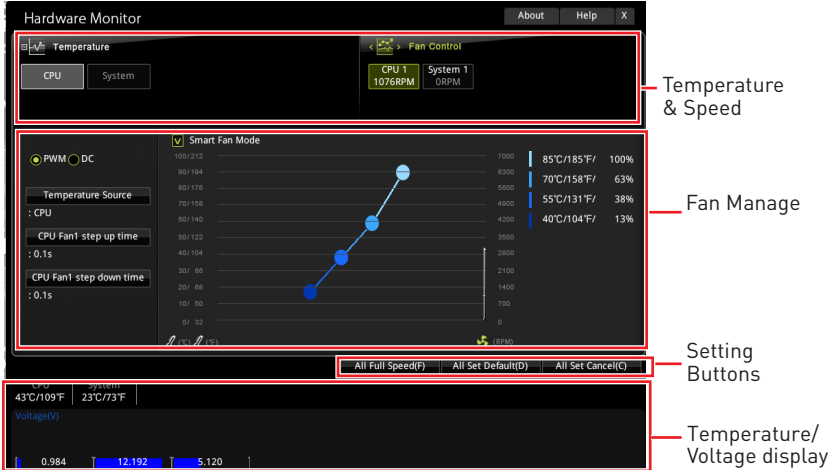 Hardware Monitor
About Help X
Temperature
Fan Control
CPU System
CPU 1
1076RPM
System 1
0RPM
Temperature
& Speed
Smart Fan Mode
PWM DC
Temperature Source
: CPU
CPU Fan1 step up time
: 0.1s
CPU Fan1 step down time
: 0.1s
100/212
90/194
80/176
70/158
60/140
50/122
40/104
30/ 86
20/ 68
10/ 50
0/ 32
(℃) (℉)
7000
6300
5600
4900
4200
3500
2800
2100
1400
700
0
(RPM)
85℃/185℉/ 100%
70℃/158℉/ 63%
55℃/131℉/ 38%
40℃/104℉/ 13%
Fan Manage
All Full Speed(F) All Set Default(D) All Set Cancel(C)
Setting
Buttons
CPU System
43℃/109℉ 23℃/73℉
Voltage(V)
0.984 12.192 5.120
Temperature/
Voltage display